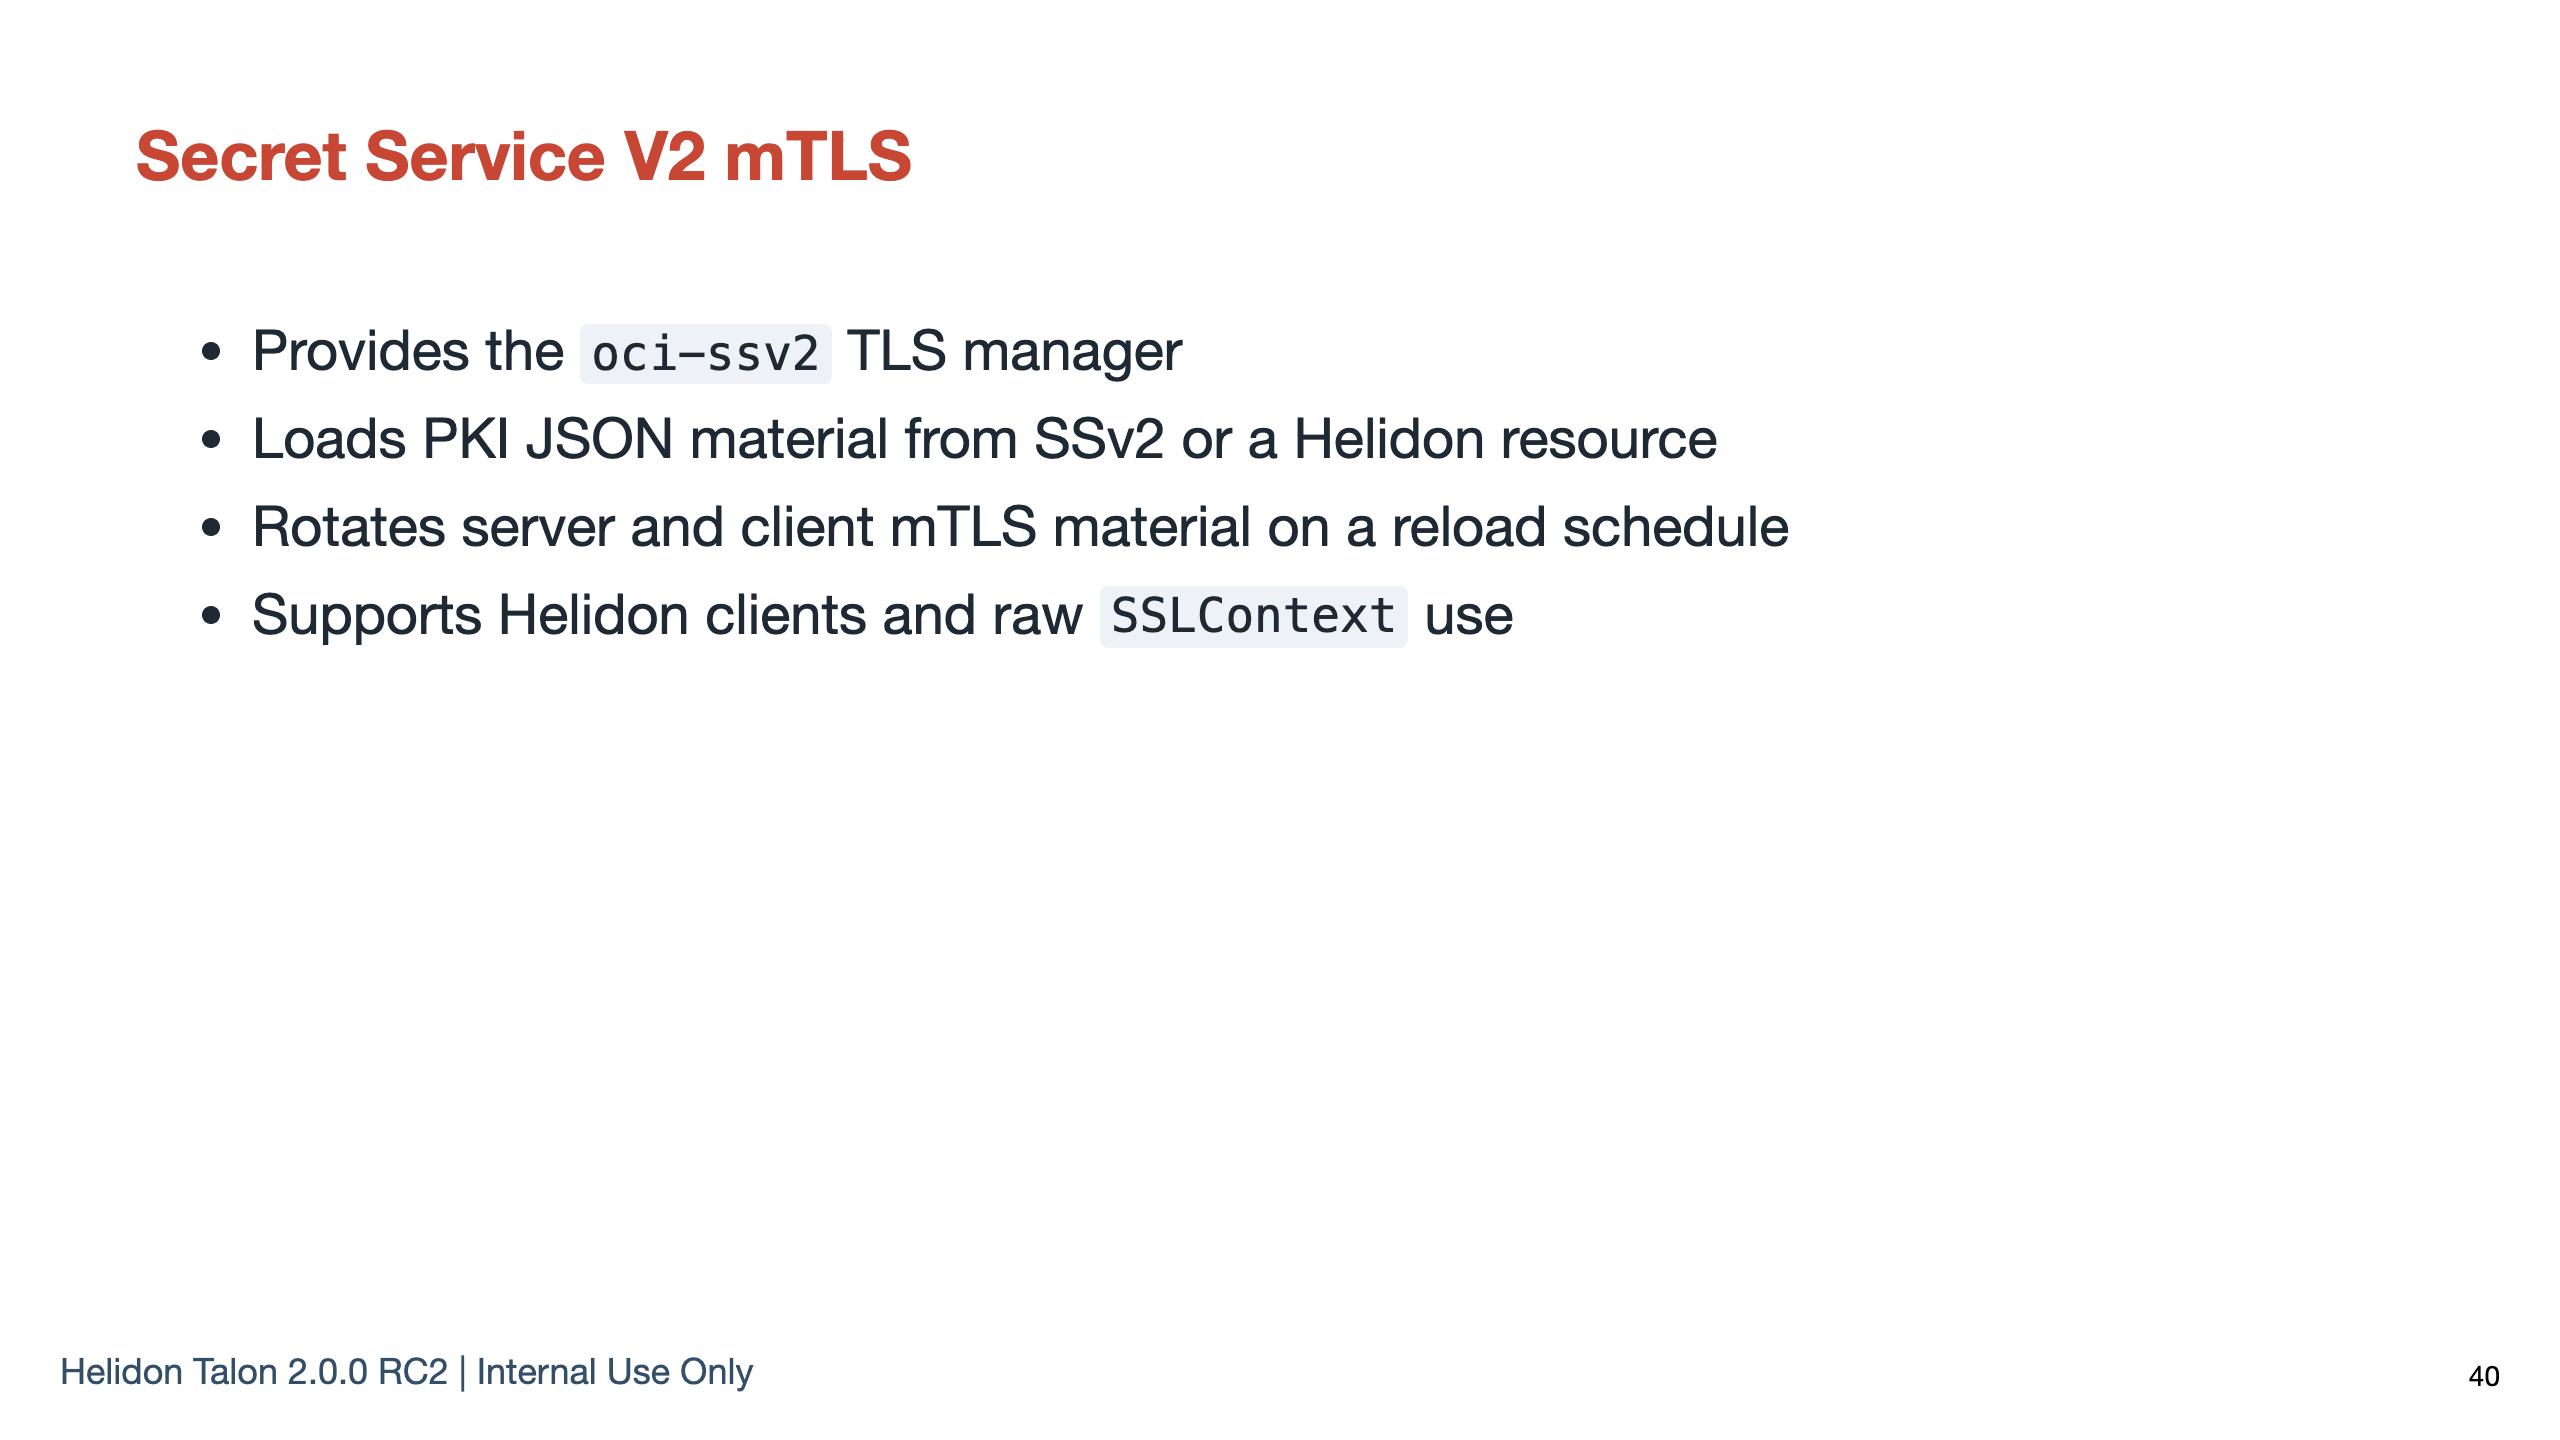 Secret Service V2 mTLS
• Provides the oci-ssv2 TLS manager
• Loads PKI JSON material from SSv2 or a Helidon resource
• Rotates server and client mTLS material on a reload schedule
• Supports Helidon clients and raw SSLContext use
Helidon Talon 2.0.0 RC2 | Internal Use Only
40